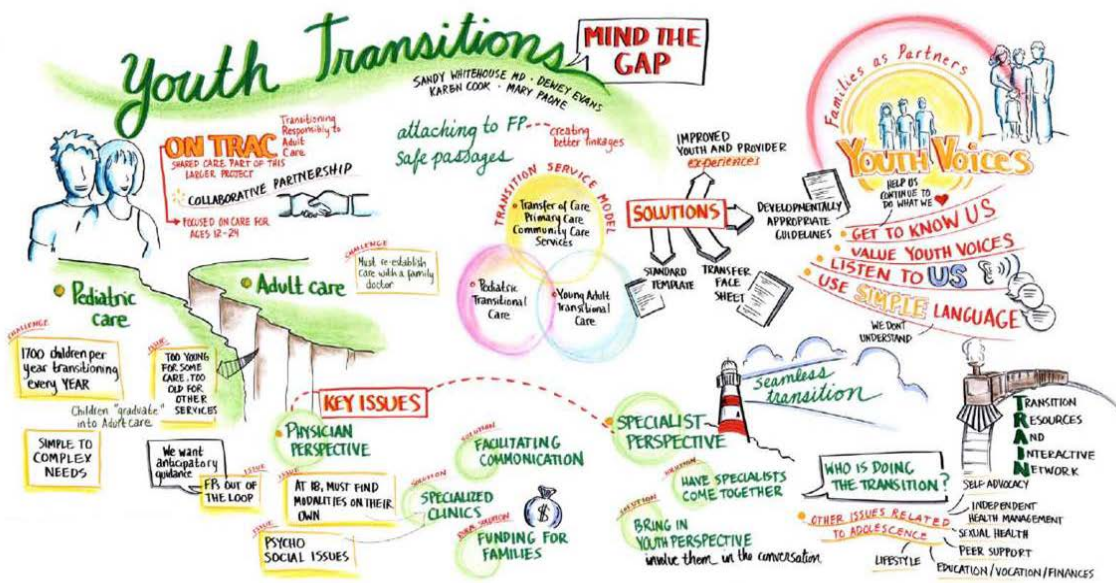 Youth Transitions
MIND THE
GAP
SANDY WHITEHOUSE MD · DEWEY EVANS
KAREN COOK · MARY PAONE
ON TRAC
Transitioning
Responsibly to
Adult
Care
SHARED CARE PART OF THIS
LARGER PROJECT
COLLABORATIVE PARTNERSHIP
FOCUSED ON CARE FOR
AGES 12-24
attaching to FP
creating
better linkages
safe passages
TRANSITION SERVICE MODEL
Transfer of Care
Primary Care
Community Care
Services
Pediatric
Transitional
Care
Young Adult
Transitional
Care
SOLUTIONS
IMPROVED
YOUTH AND PROVIDER
experiences
DEVELOPMENTALLY
APPROPRIATE
GUIDELINES
STANDARD
TEMPLATE
TRANSFER
FACE
SHEET
Families as Partners
Youth Voices
HELP US
CONTINUE TO
DO WHAT WE
GET TO KNOW US
VALUE YOUTH VOICES
LISTEN TO US
USE SIMPLE LANGUAGE
WE DON'T
UNDERSTAND
Pediatric
care
Adult care
CHALLENGE
Must re-establish
care with a family
doctor
CHALLENGE
1700 children per
year transitioning
every YEAR
ISSUE
TOO YOUNG
FOR SOME
CARE, TOO
OLD FOR
OTHER
SERVICES
Children "graduate"
into Adult care
SIMPLE TO
COMPLEX
NEEDS
We want
anticipatory
guidance
ISSUE
FPs OUT OF
THE LOOP
KEY ISSUES
PHYSICIAN
PERSPECTIVE
ISSUE
AT 18, MUST FIND
MODALITIES ON THEIR
OWN
ISSUE
PSYCHO
SOCIAL ISSUES
SOLUTION
FACILITATING
COMMUNICATION
SOLUTION
SPECIALIZED
CLINICS
SOLUTION
FUNDING FOR
FAMILIES
SPECIALIST
PERSPECTIVE
SOLUTION
HAVE SPECIALISTS
COME TOGETHER
SOLUTION
BRING IN
YOUTH PERSPECTIVE
involve them in the conversation
seamless
transition
WHO IS DOING
THE TRANSITION?
TRANSITION
RESOURCES
AND
INTERACTIVE
NETWORK
OTHER ISSUES RELATED
TO ADOLESCENCE
SELF ADVOCACY
INDEPENDENT
HEALTH MANAGEMENT
SEXUAL HEALTH
PEER SUPPORT
EDUCATION/VOCATION/FINANCES
LIFESTYLE